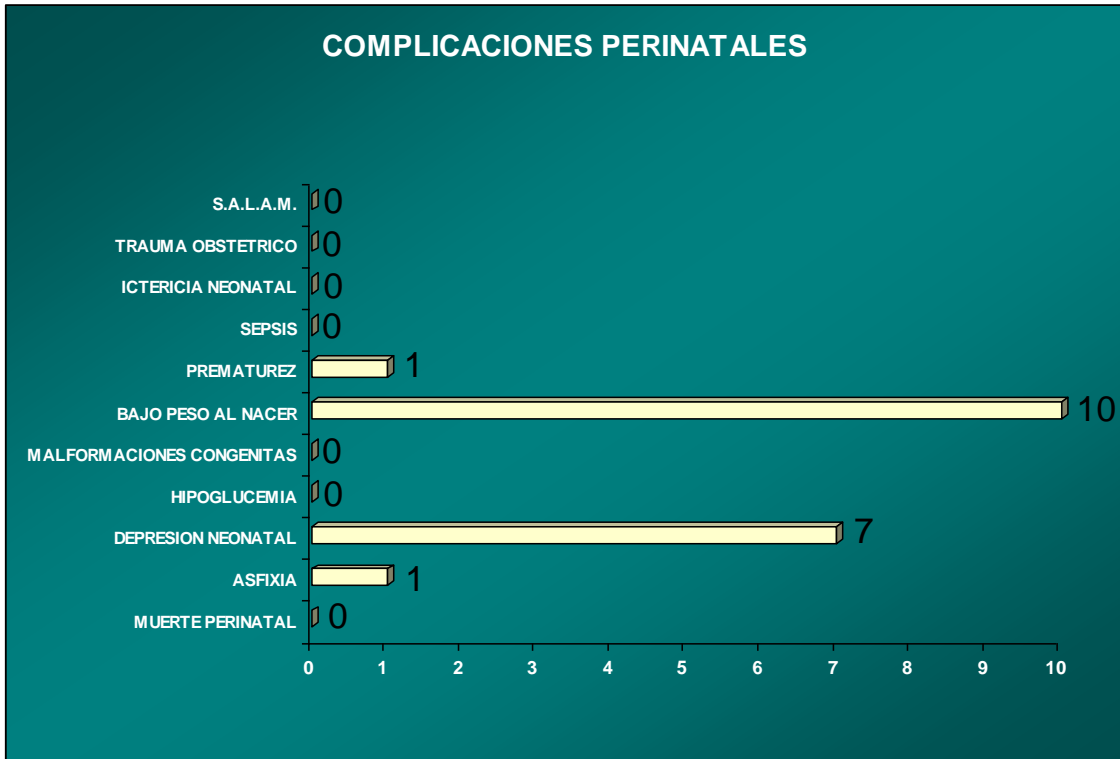 COMPLICACIONES PERINATALES
S.A.L.A.M. 0
TRAUMA OBSTETRICO 0
ICTERICIA NEONATAL 0
SEPSIS 0
PREMATUREZ 1
BAJO PESO AL NACER 10
MALFORMACIONES CONGENITAS 0
HIPOGLUCEMIA 0
DEPRESION NEONATAL 7
ASFIXIA 1
MUERTE PERINATAL 0
0 1 2 3 4 5 6 7 8 9 10